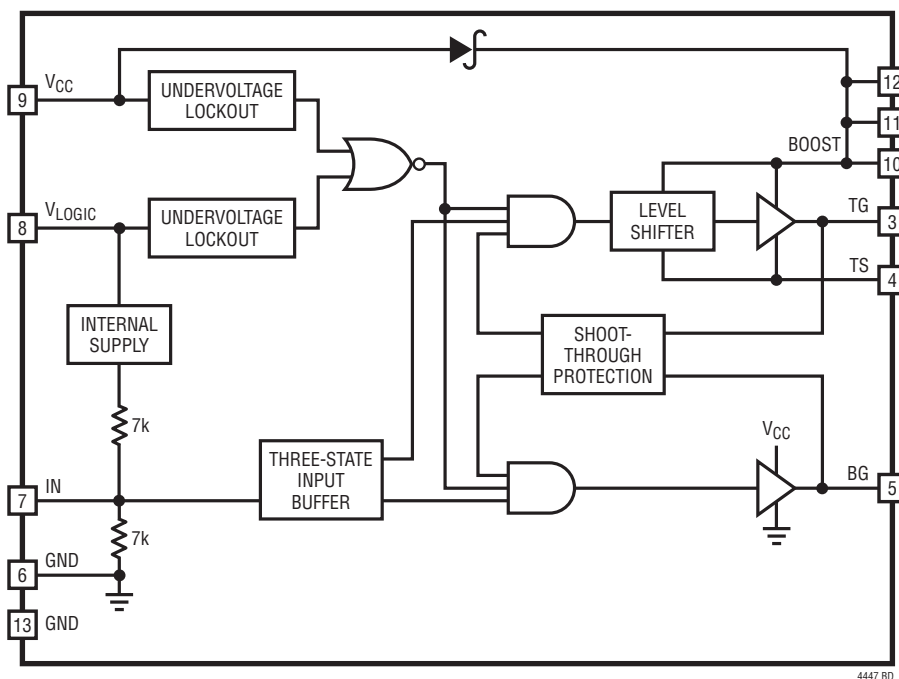 9
VCC
UNDERVOLTAGE
LOCKOUT
12
11
BOOST
10
8
VLOGIC
UNDERVOLTAGE
LOCKOUT
LEVEL
SHIFTER
TG
3
TS
4
INTERNAL
SUPPLY
SHOOT-
THROUGH
PROTECTION
7k
VCC
THREE-STATE
INPUT
BUFFER
7
IN
BG
5
7k
6
GND
13
GND
4447 BD